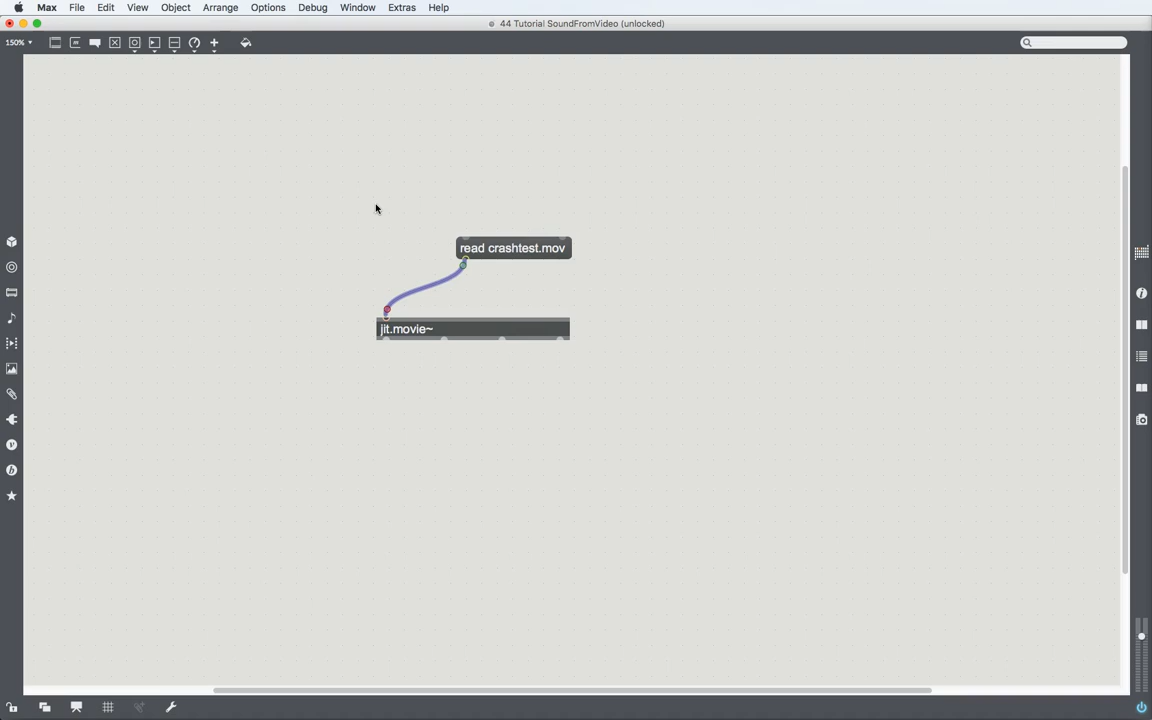 Max File Edit View Object Arrange Options Debug Window Extras Help
44 Tutorial SoundFromVideo (unlocked)
150%
read crashtest.mov
jit.movie~